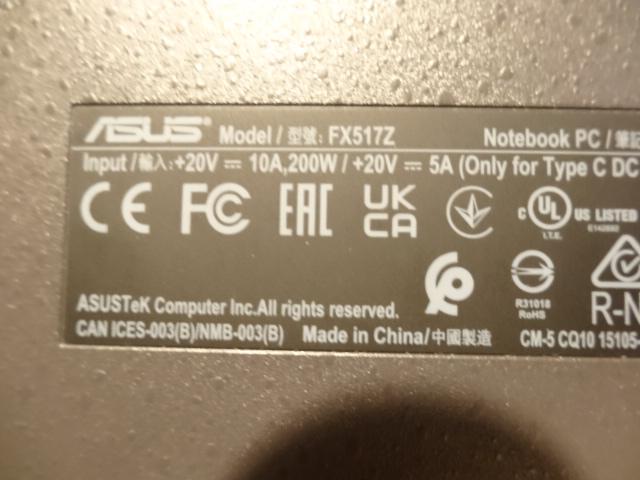 ASUS® Model / 型號: FX517Z Notebook PC / 筆記
Input / 輸入: +20V ⎓ 10A,200W / +20V ⎓ 5A (Only for Type C DC
CE FC EAC UK CA C UL US LISTED
I.T.E. E142692
R31018
RoHS
R-N
ASUSTeK Computer Inc.All rights reserved.
CAN ICES-003(B)/NMB-003(B) Made in China/中國製造 CM-5 CQ10 15105-